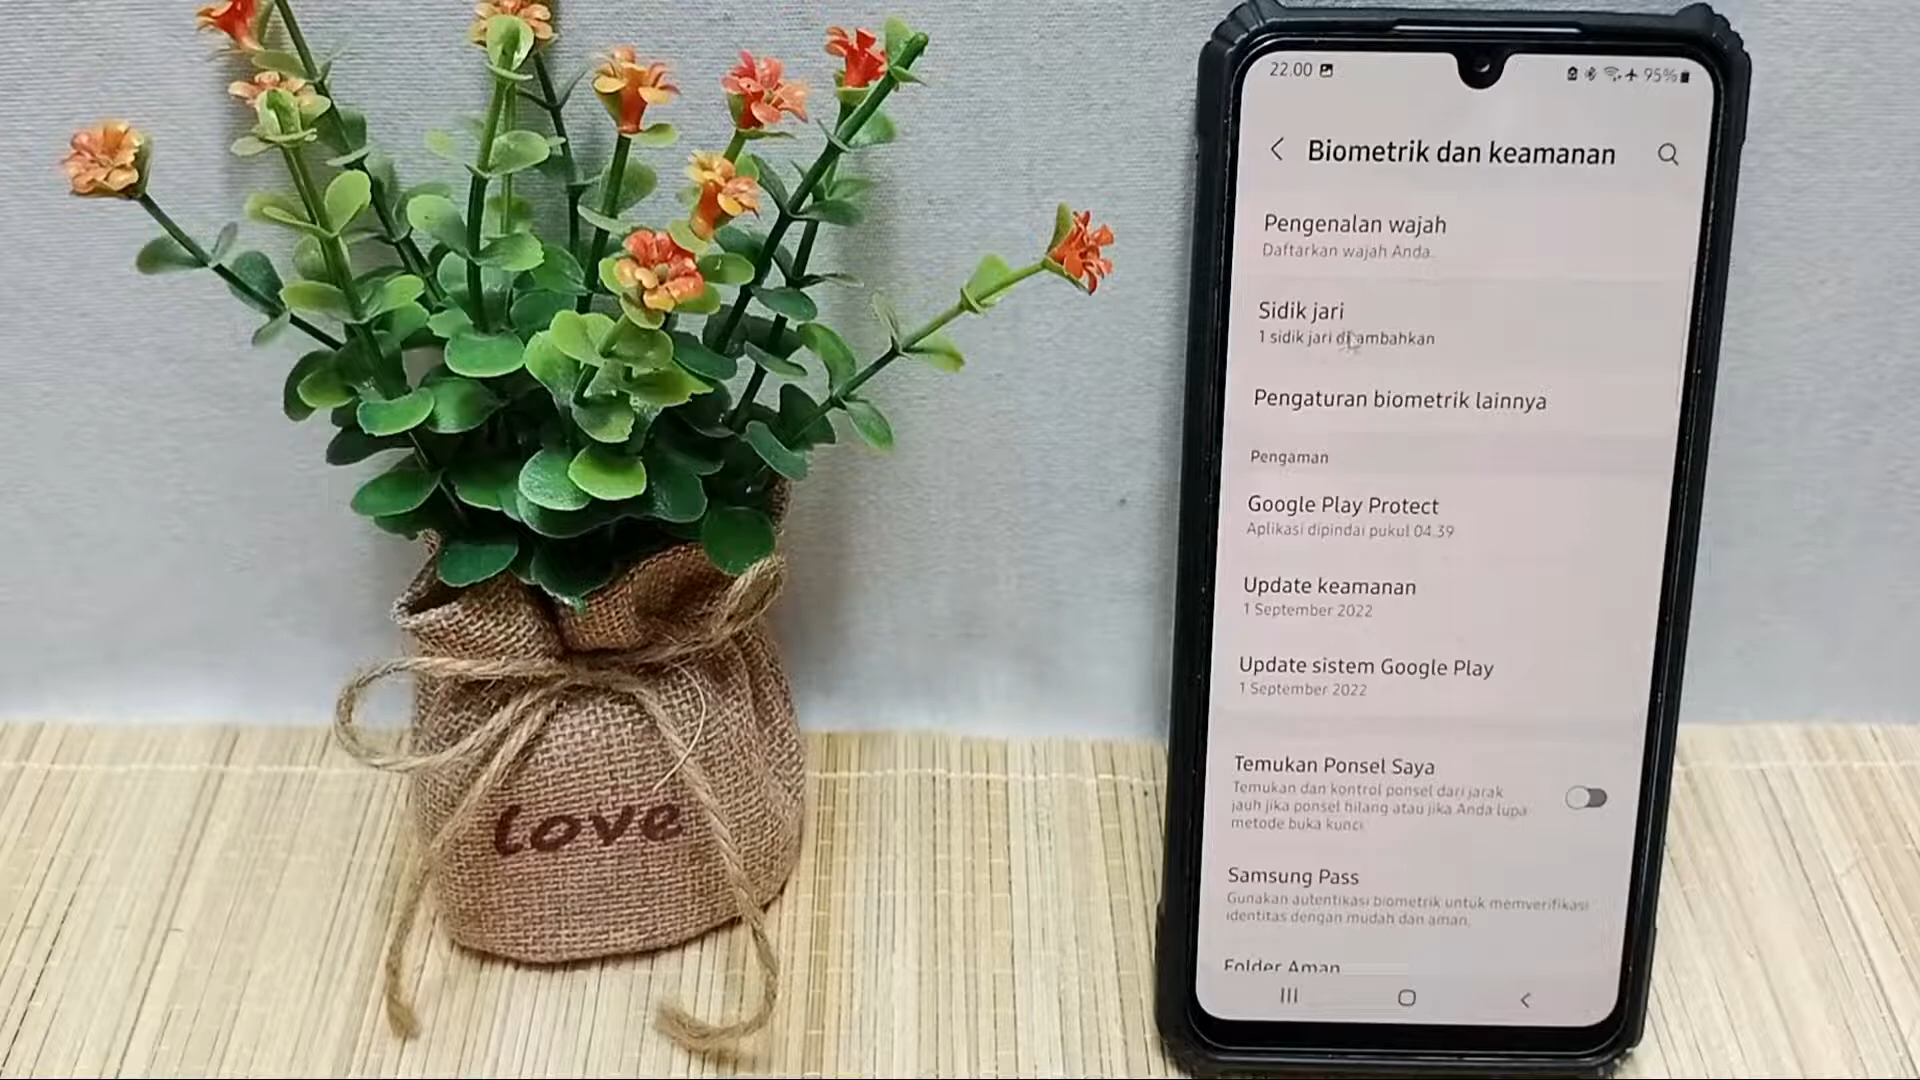 love
22.00
95%
Biometrik dan keamanan
Pengenalan wajah
Daftarkan wajah Anda.
Sidik jari
1 sidik jari ditambahkan
Pengaturan biometrik lainnya
Pengaman
Google Play Protect
Aplikasi dipindai pukul 04.39
Update keamanan
1 September 2022
Update sistem Google Play
1 September 2022
Temukan Ponsel Saya
Temukan dan kontrol ponsel dari jarak
jauh jika ponsel hilang atau jika Anda lupa
metode buka kunci.
Samsung Pass
Gunakan autentikasi biometrik untuk memverifikasi
identitas dengan mudah dan aman.
Folder Aman